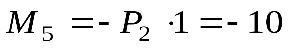 M₅ = − P₂ · 1 = − 10